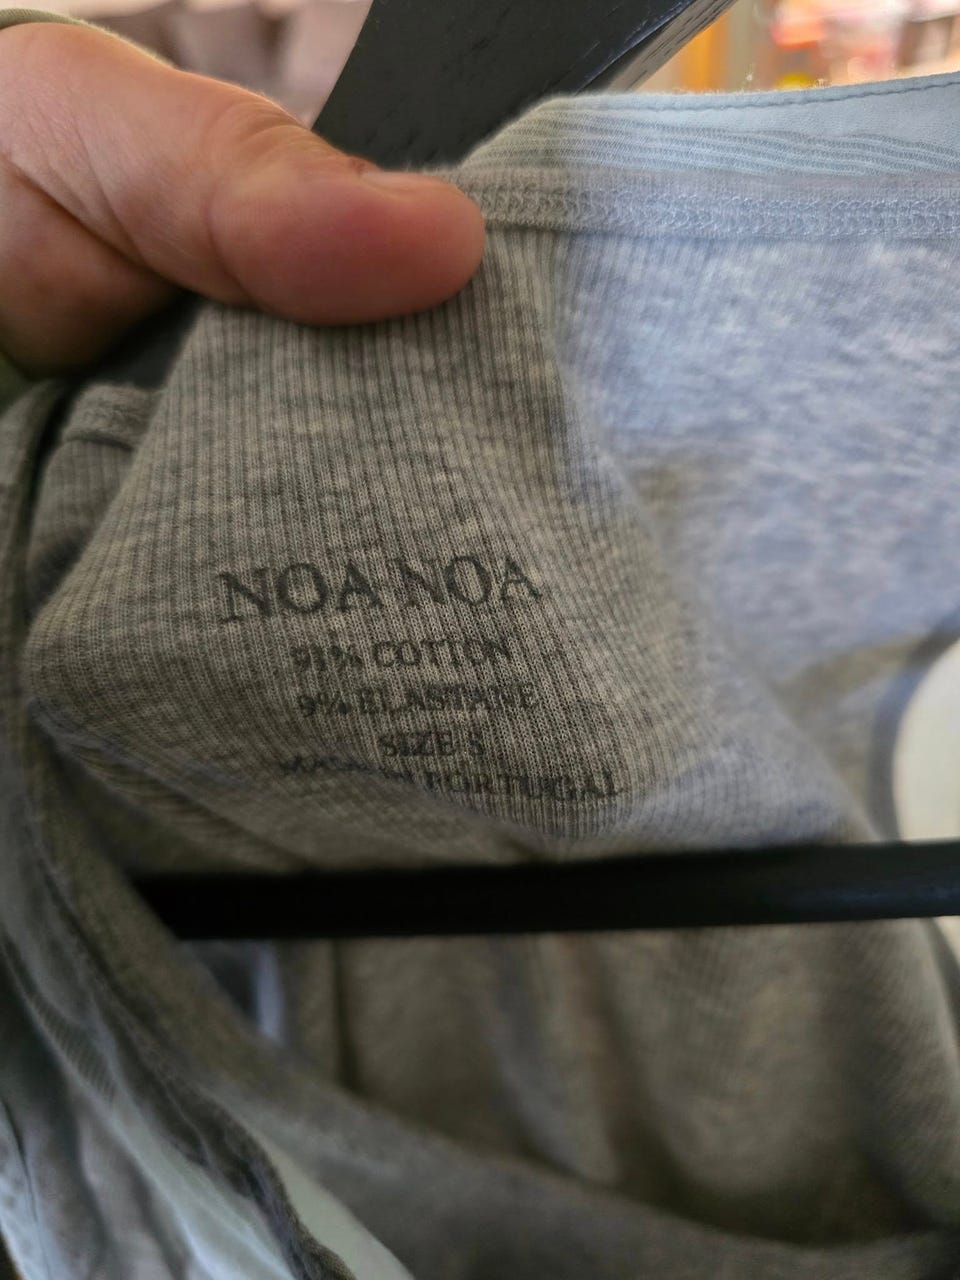 NOA NOA
91% COTTON
9% ELASTANE
SIZE S
MADE IN PORTUGAL